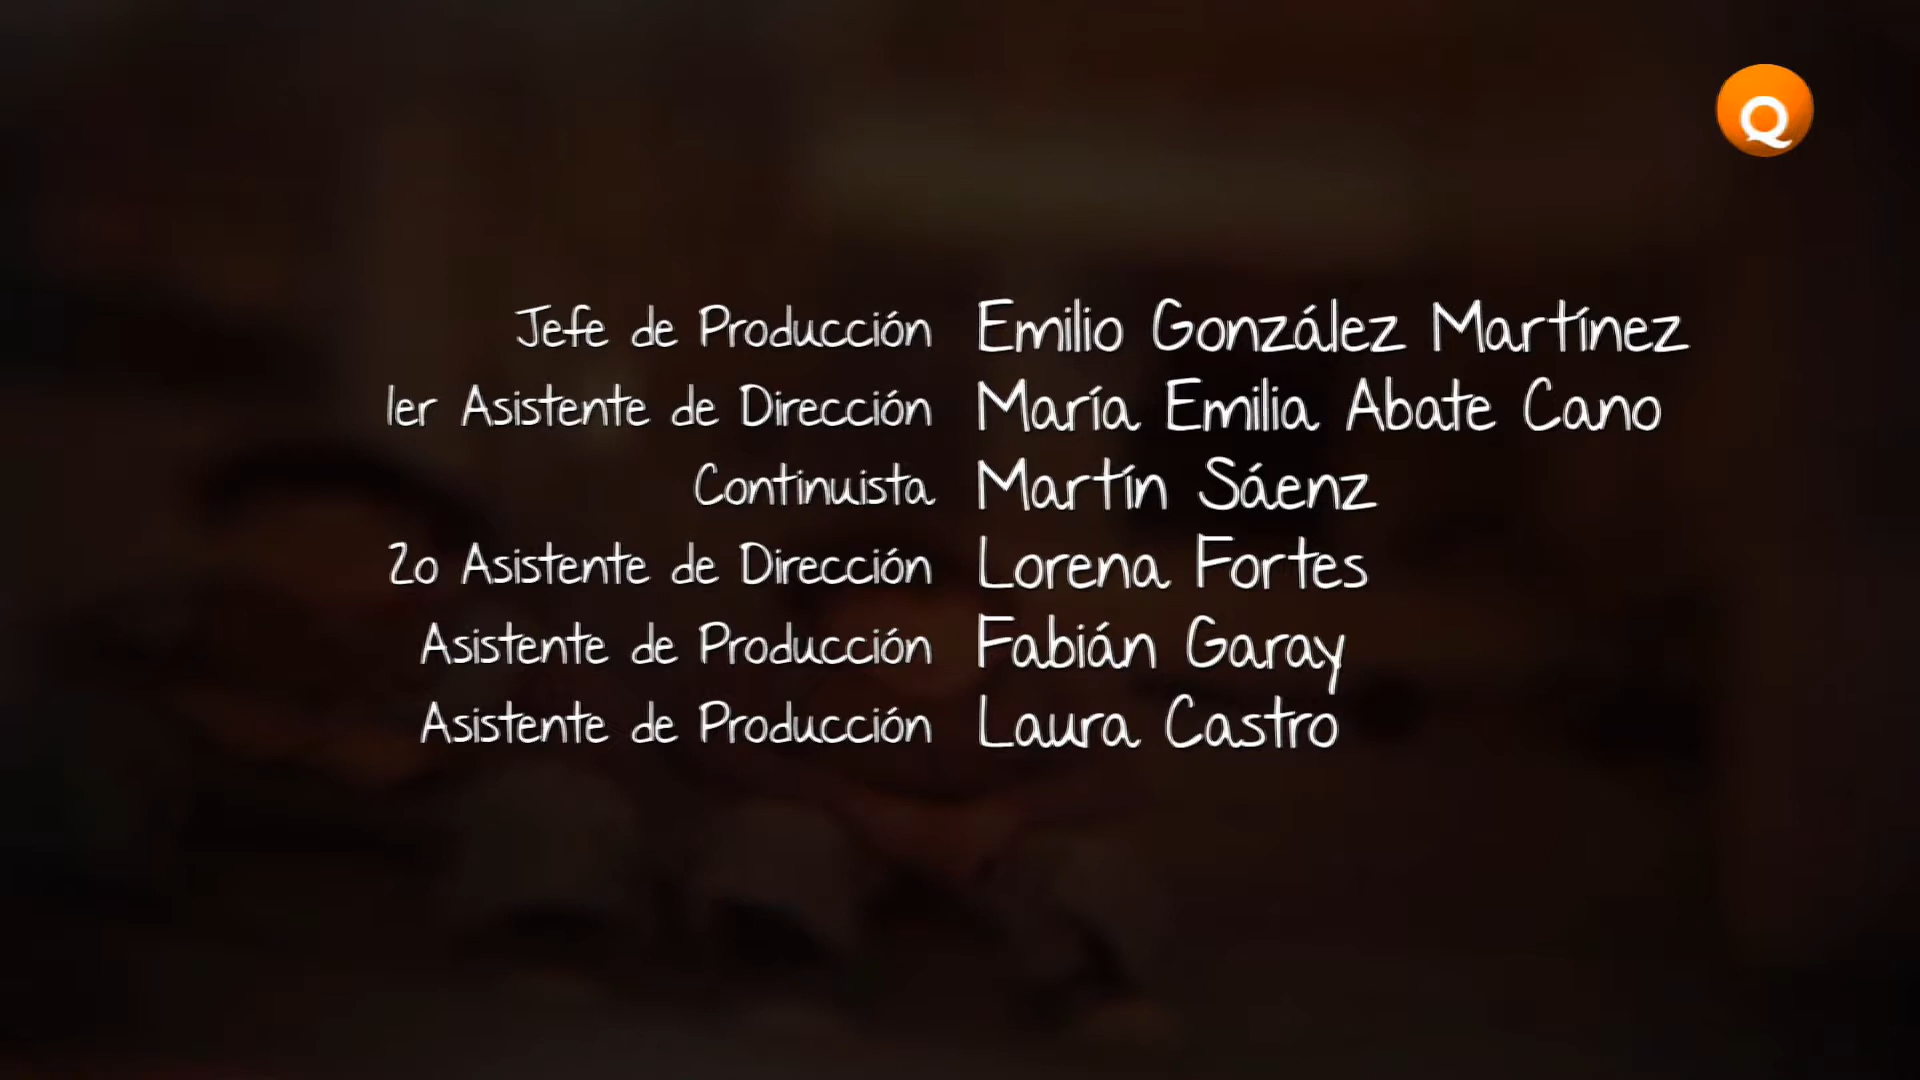 Q
Jefe de Producción Emilio González Martínez
1er Asistente de Dirección María Emilia Abate Cano
Continuista Martín Sáenz
2o Asistente de Dirección Lorena Fortes
Asistente de Producción Fabián Garay
Asistente de Producción Laura Castro